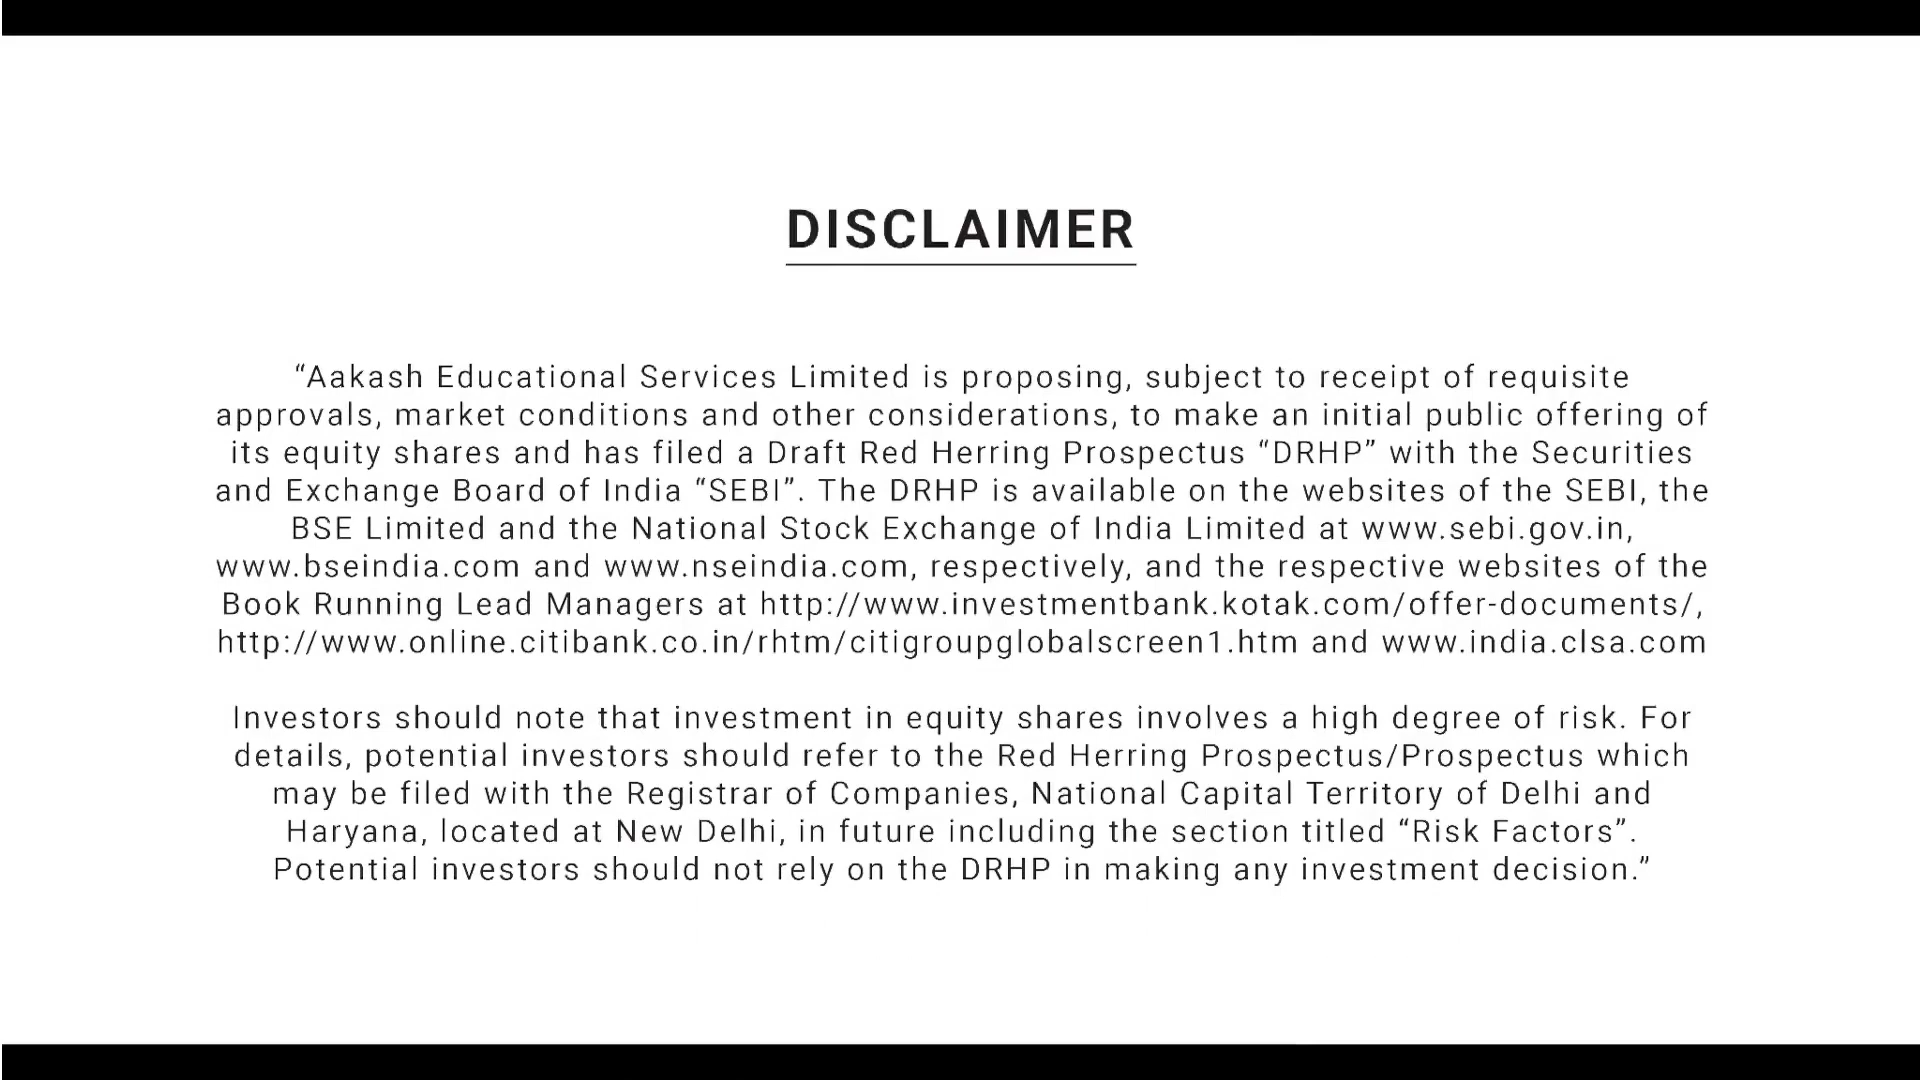 DISCLAIMER
“Aakash Educational Services Limited is proposing, subject to receipt of requisite
approvals, market conditions and other considerations, to make an initial public offering of
its equity shares and has filed a Draft Red Herring Prospectus “DRHP” with the Securities
and Exchange Board of India “SEBI”. The DRHP is available on the websites of the SEBI, the
BSE Limited and the National Stock Exchange of India Limited at www.sebi.gov.in,
www.bseindia.com and www.nseindia.com, respectively, and the respective websites of the
Book Running Lead Managers at http://www.investmentbank.kotak.com/offer-documents/,
http://www.online.citibank.co.in/rhtm/citigroupglobalscreen1.htm and www.india.clsa.com
Investors should note that investment in equity shares involves a high degree of risk. For
details, potential investors should refer to the Red Herring Prospectus/Prospectus which
may be filed with the Registrar of Companies, National Capital Territory of Delhi and
Haryana, located at New Delhi, in future including the section titled “Risk Factors”.
Potential investors should not rely on the DRHP in making any investment decision.”